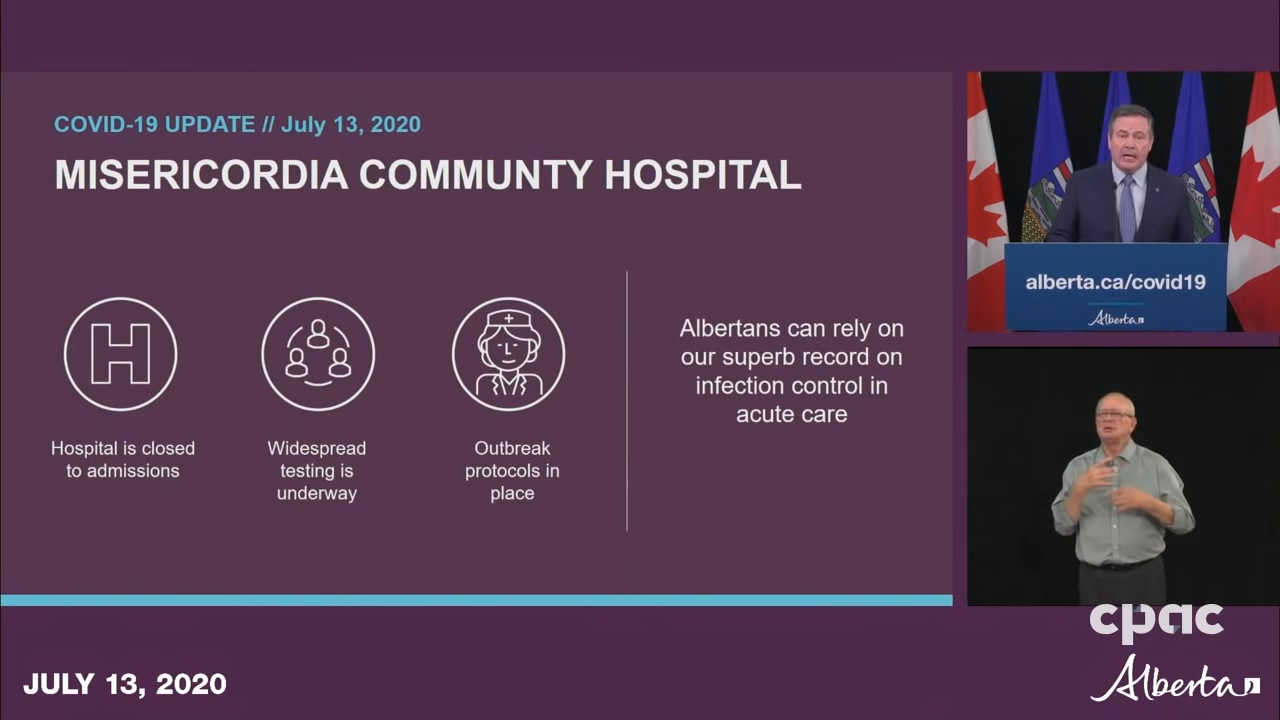 COVID-19 UPDATE // July 13, 2020
MISERICORDIA COMMUNTY HOSPITAL
H
Hospital is closed
to admissions
Widespread
testing is
underway
Outbreak
protocols in
place
Albertans can rely on
our superb record on
infection control in
acute care
alberta.ca/covid19
Alberta
cpac
JULY 13, 2020
Alberta